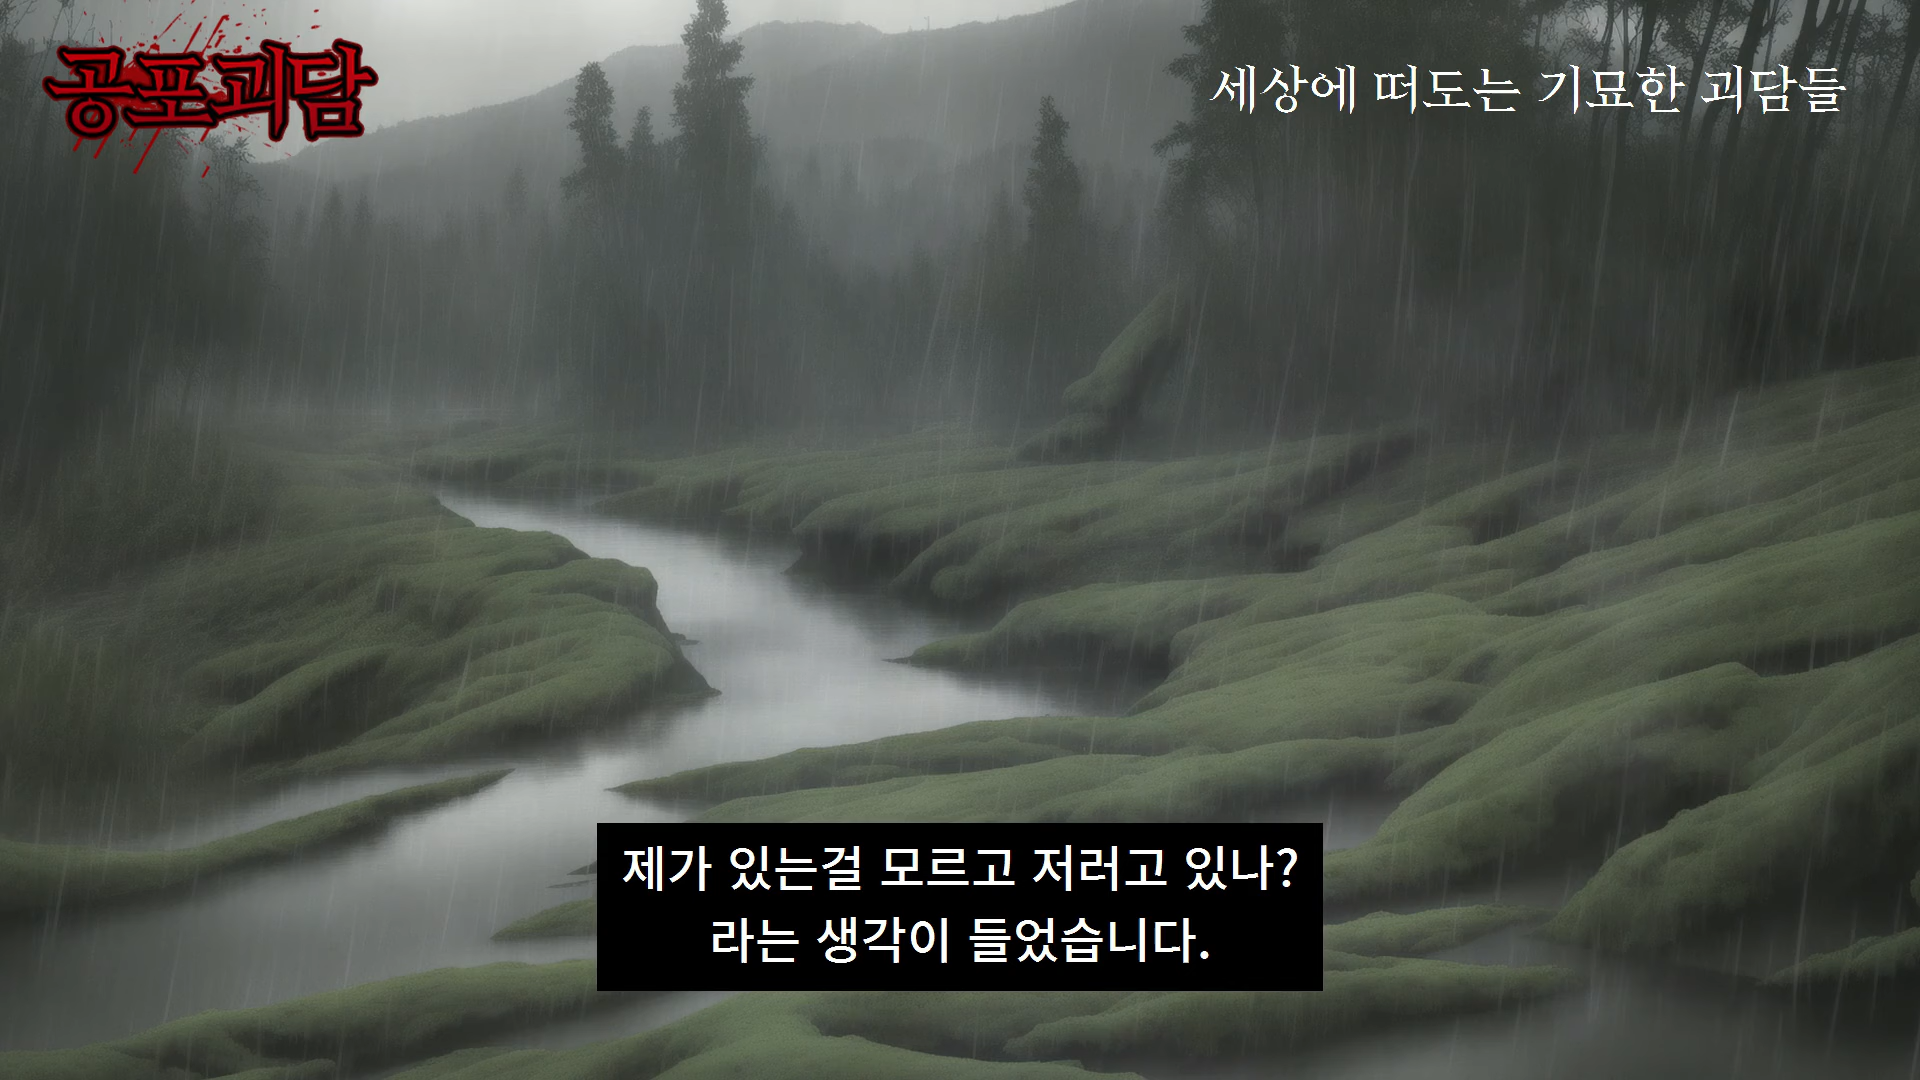 공포괴담
세상에 떠도는 기묘한 괴담들
제가 있는걸 모르고 저러고 있나?
라는 생각이 들었습니다.